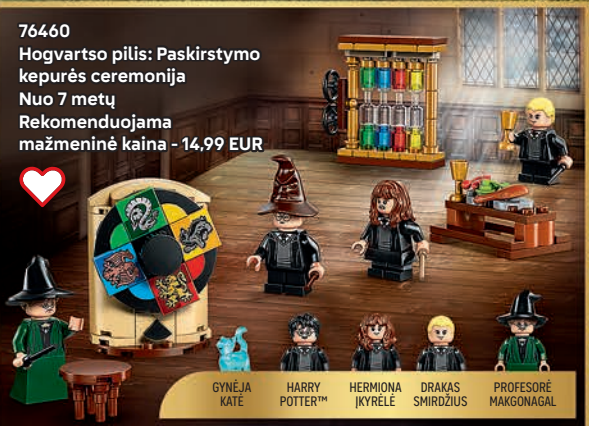 76460
Hogvartso pilis: Paskirstymo
kepurės ceremonija
Nuo 7 metų
Rekomenduojama
mažmeninė kaina - 14,99 EUR
GYNĖJA
KATĖ
HARRY
POTTER™
HERMIONA
ĮKYRĖLĖ
DRAKAS
SMIRDŽIUS
PROFESORĖ
MAKGONAGAL